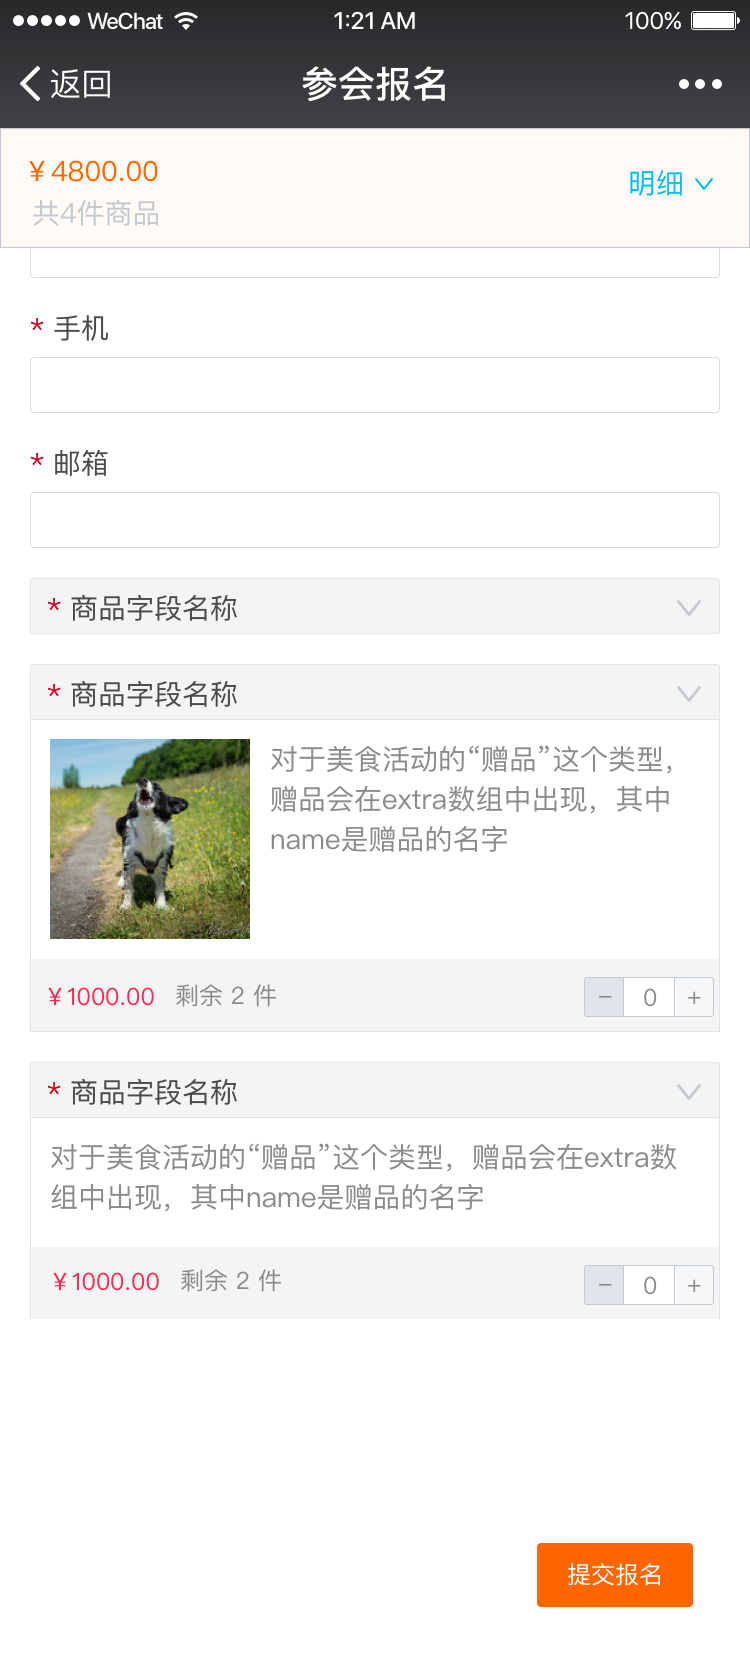 WeChat 1:21 AM 100%
返回 参会报名
¥ 4800.00
明细
共4件商品
* 手机
* 邮箱
* 商品字段名称
* 商品字段名称
对于美食活动的“赠品”这个类型，
赠品会在extra数组中出现，其中
name是赠品的名字
¥ 1000.00 剩余 2 件 − 0 +
* 商品字段名称
对于美食活动的“赠品”这个类型，赠品会在extra数
组中出现，其中name是赠品的名字
¥ 1000.00 剩余 2 件 − 0 +
提交报名